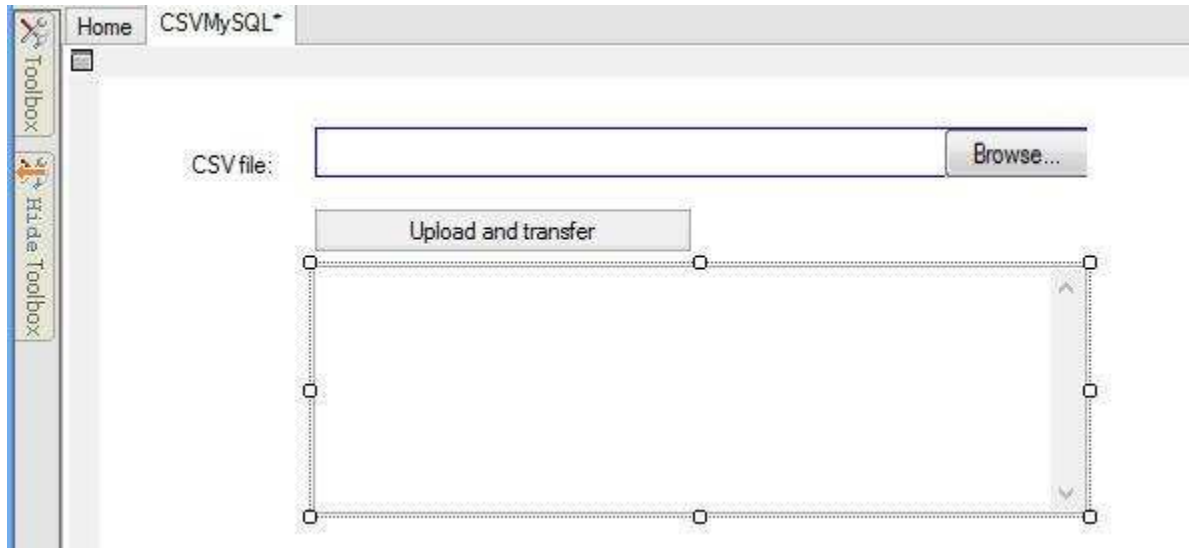 Home
CSVMySQL*
Toolbox
Hide Toolbox
CSV file:
Browse...
Upload and transfer